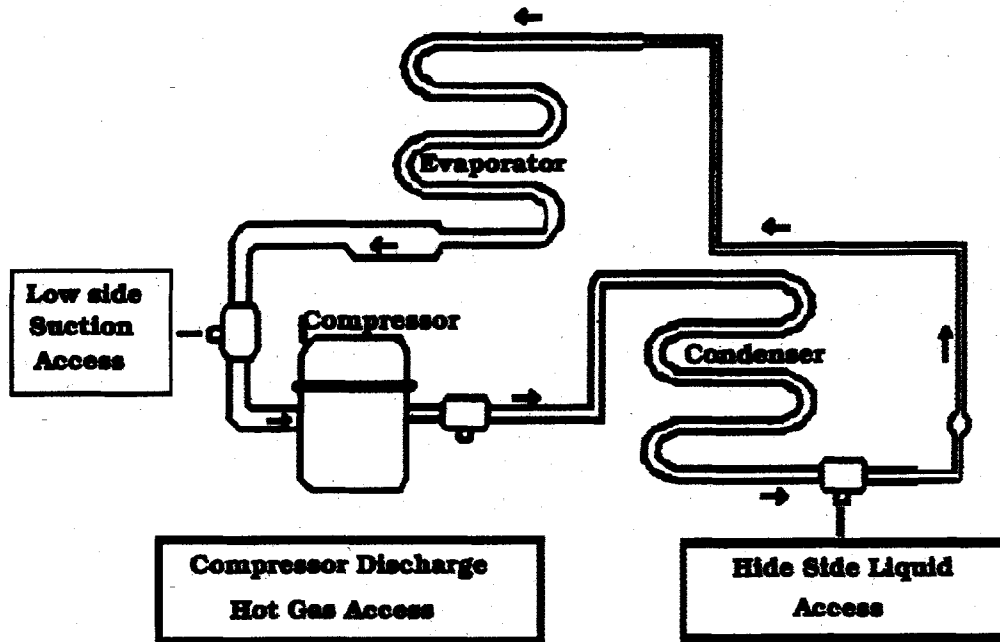 Evaporator
Low side
Suction
Access
Compressor
Condenser
Compressor Discharge
Hot Gas Access
Hide Side Liquid
Access